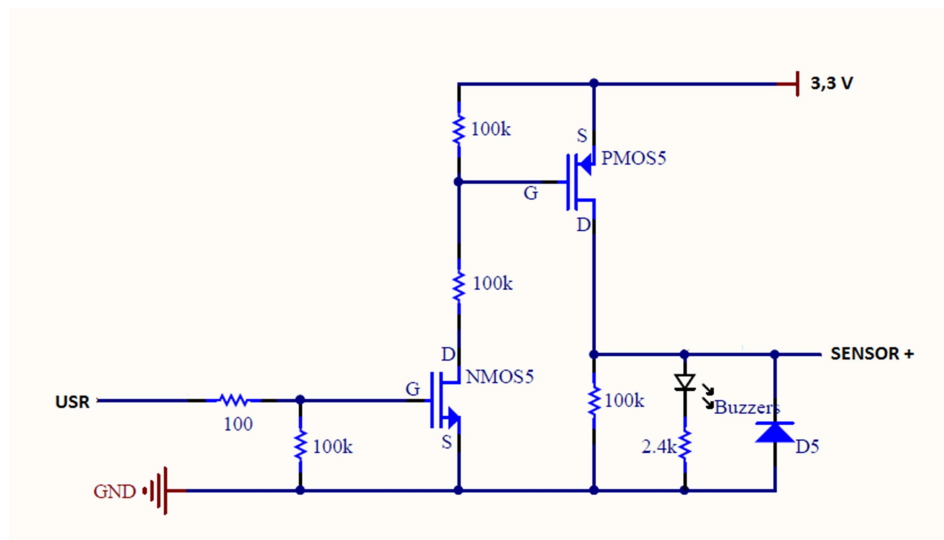 3,3 V
100k
S
PMOS5
G
D
100k
D
NMOS5
G
S
USR
100
100k
GND
SENSOR +
100k
Buzzers
2.4k
D5